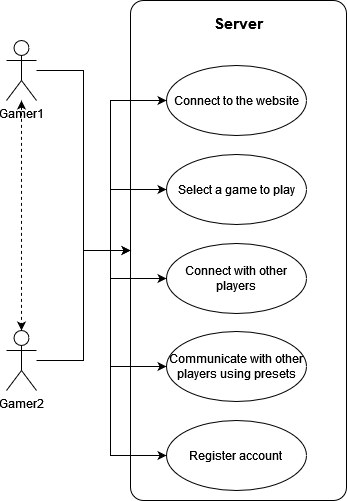 Server
Gamer1
Connect to the website
Select a game to play
Connect with other
players
Gamer2
Communicate with other
players using presets
Register account